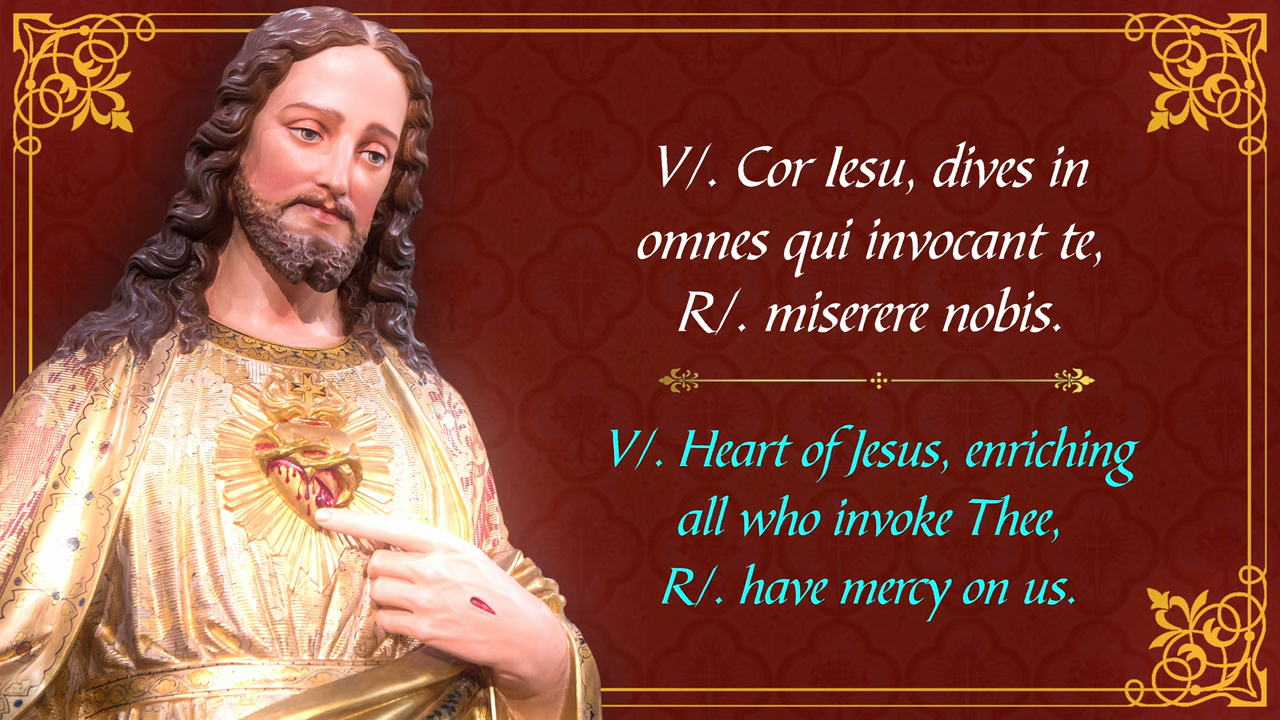 V/. Cor Iesu, dives in
omnes qui invocant te,
R/. miserere nobis.
V/. Heart of Jesus, enriching
all who invoke Thee,
R/. have mercy on us.